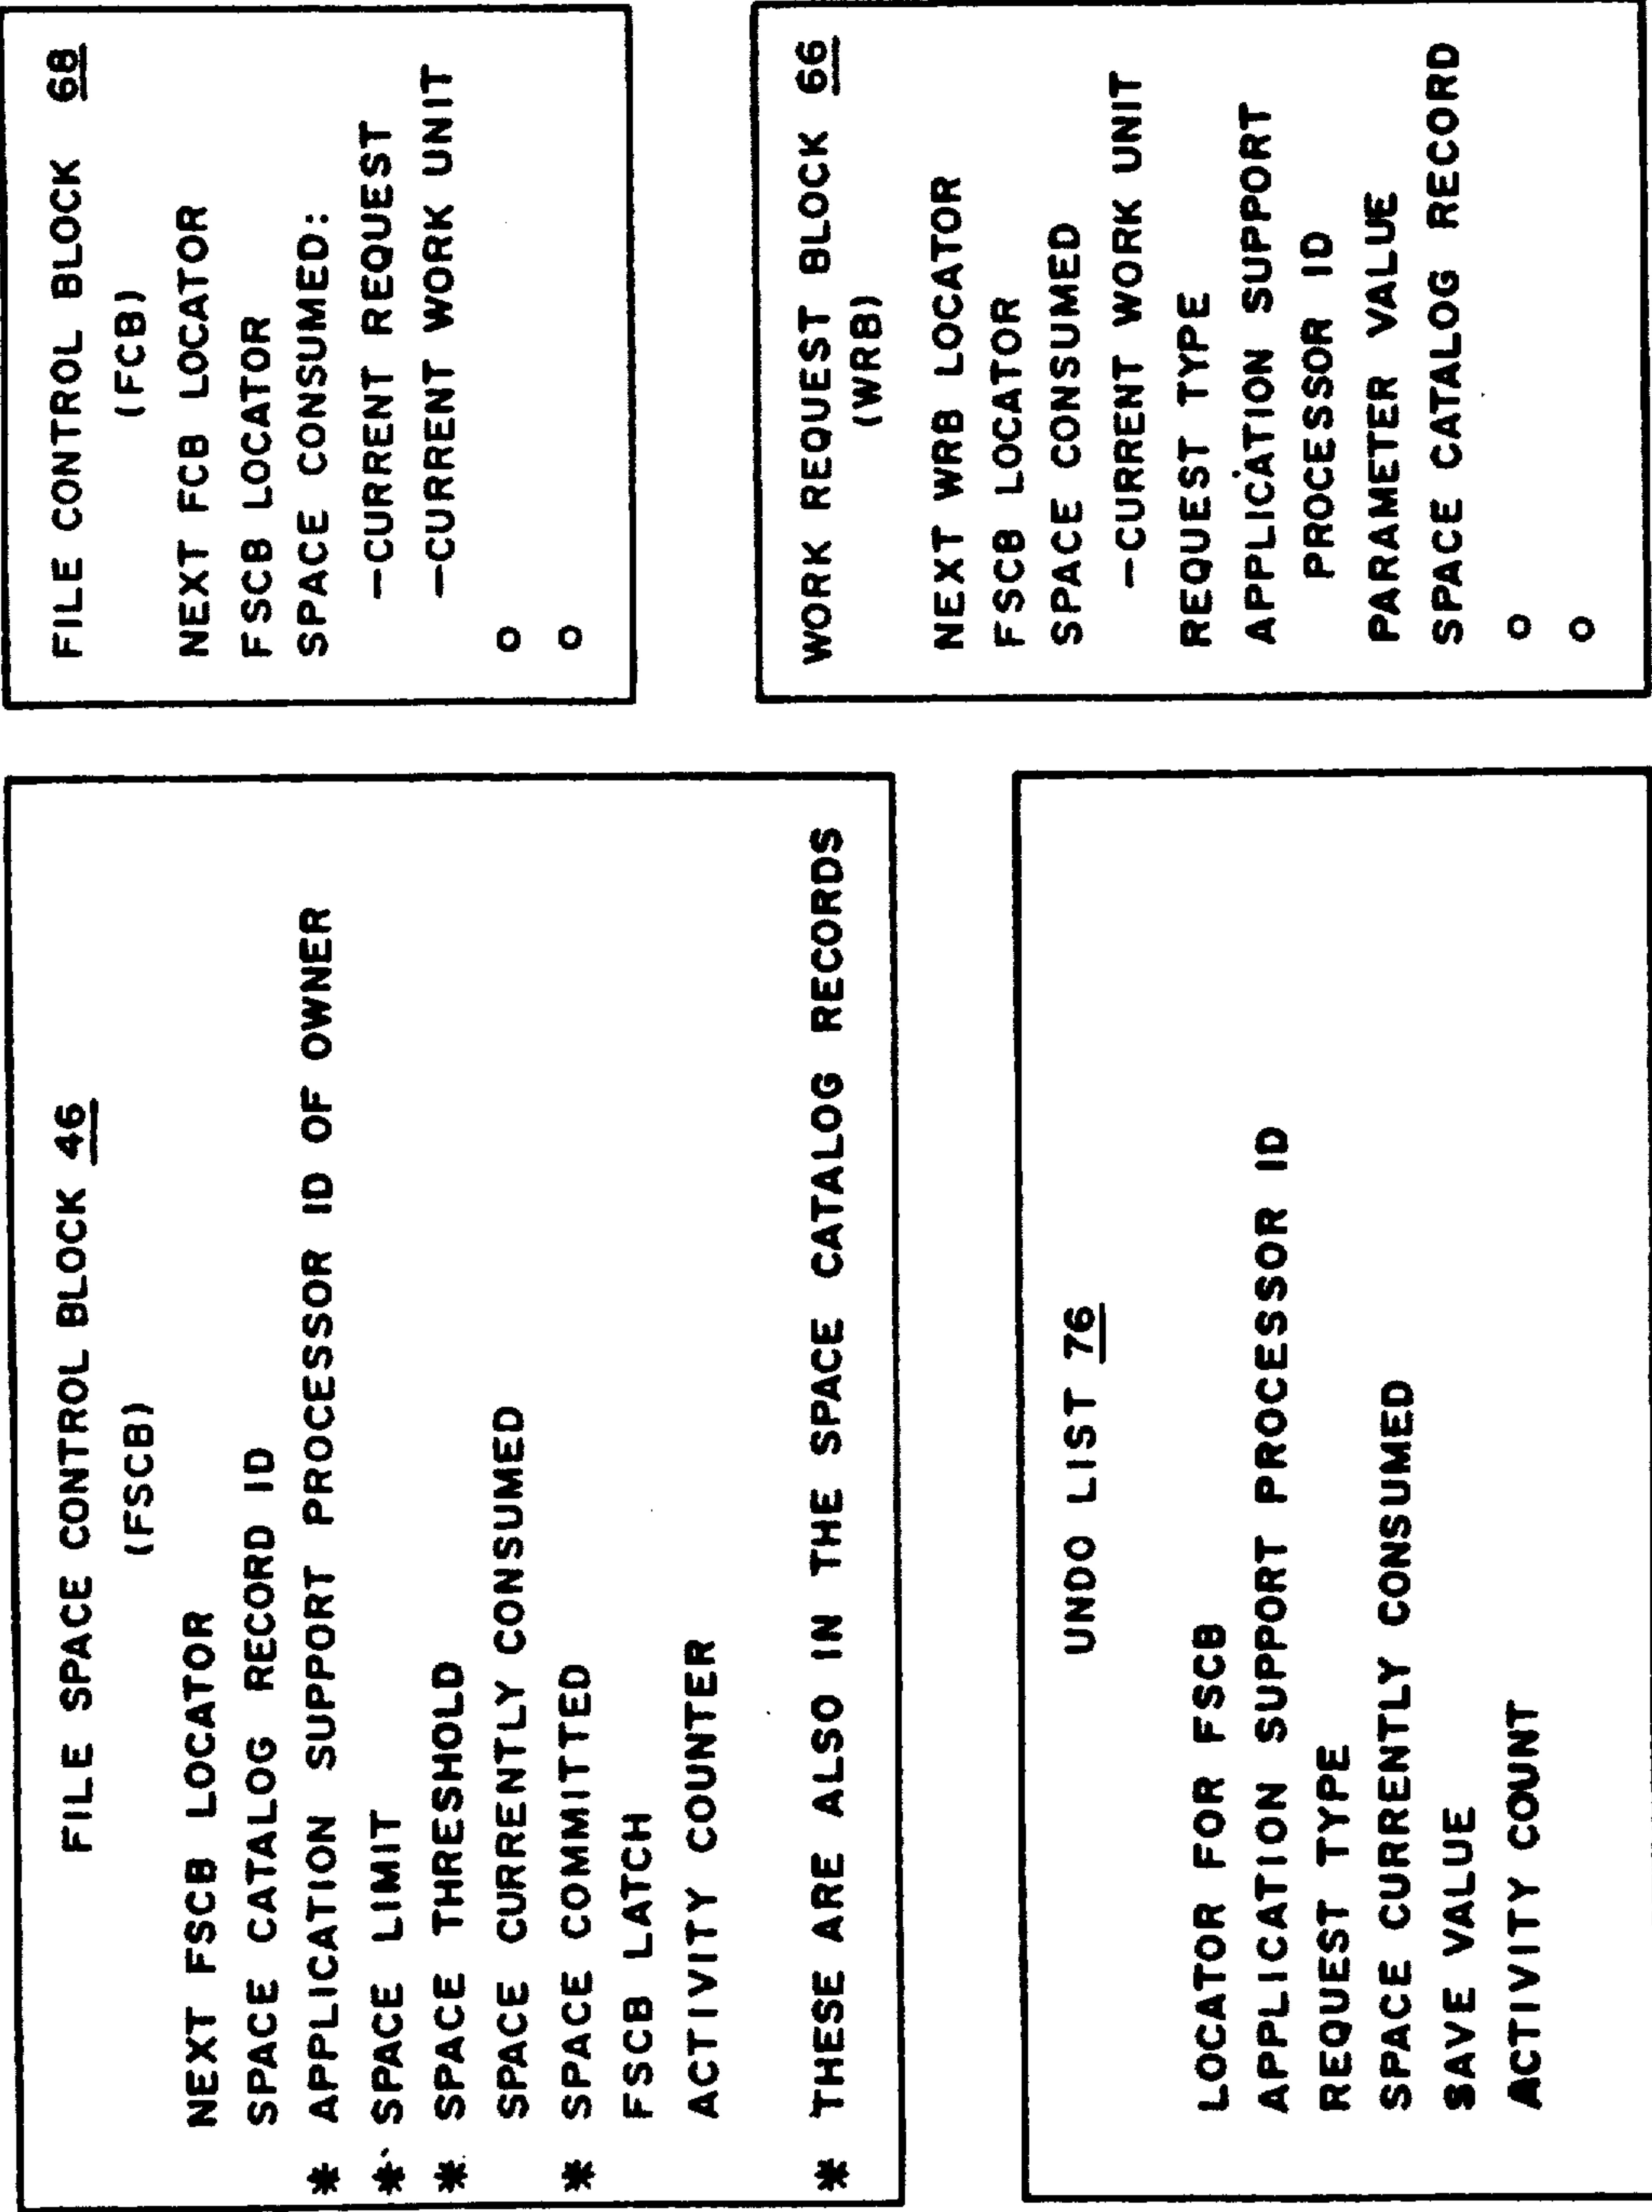 FILE SPACE CONTROL BLOCK 46
(FSCB)
NEXT FSCB LOCATOR
SPACE CATALOG RECORD ID
* APPLICATION SUPPORT PROCESSOR ID OF OWNER
* SPACE LIMIT
* SPACE THRESHOLD
SPACE CURRENTLY CONSUMED
* SPACE COMMITTED
FSCB LATCH
ACTIVITY COUNTER
* THESE ARE ALSO IN THE SPACE CATALOG RECORDS
FILE CONTROL BLOCK 68
(FCB)
NEXT FCB LOCATOR
FSCB LOCATOR
SPACE CONSUMED:
—CURRENT REQUEST
—CURRENT WORK UNIT
o
o
UNDO LIST 76
LOCATOR FOR FSCB
APPLICATION SUPPORT PROCESSOR ID
REQUEST TYPE
SPACE CURRENTLY CONSUMED
SAVE VALUE
ACTIVITY COUNT
WORK REQUEST BLOCK 66
(WRB)
NEXT WRB LOCATOR
FSCB LOCATOR
SPACE CONSUMED
—CURRENT WORK UNIT
REQUEST TYPE
APPLICATION SUPPORT
PROCESSOR ID
PARAMETER VALUE
SPACE CATALOG RECORD
o
o